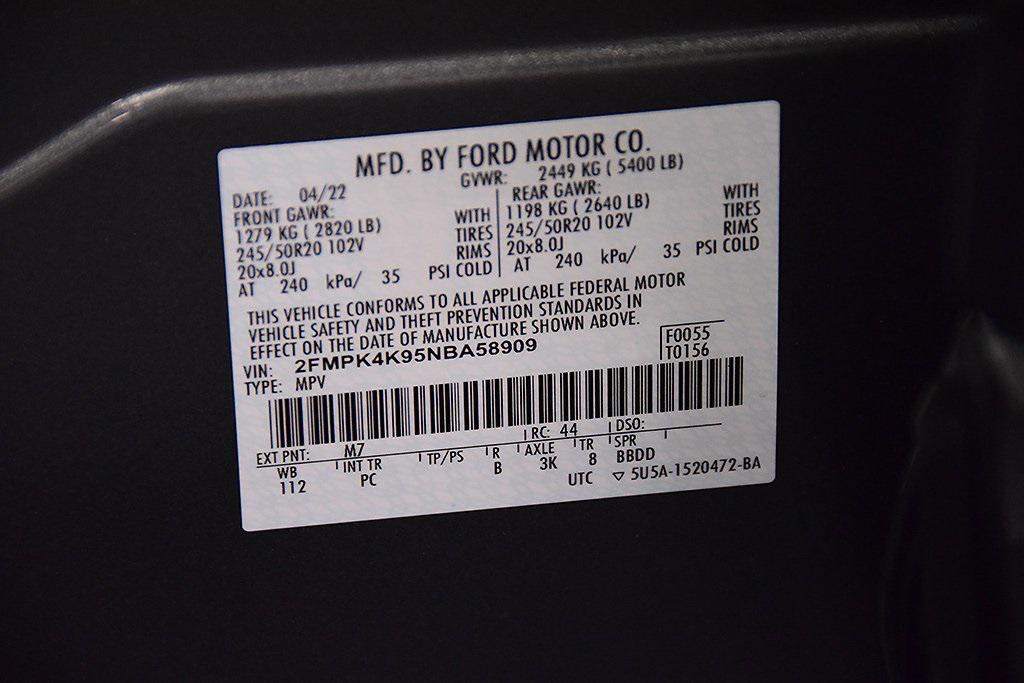 MFD. BY FORD MOTOR CO.
DATE: 04/22 GVWR: 2449 KG ( 5400 LB)
FRONT GAWR: REAR GAWR:
1279 KG ( 2820 LB) WITH 1198 KG ( 2640 LB) WITH
245/50R20 102V TIRES 245/50R20 102V TIRES
20x8.0J RIMS 20x8.0J RIMS
AT 240 kPa/ 35 PSI COLD AT 240 kPa/ 35 PSI COLD
THIS VEHICLE CONFORMS TO ALL APPLICABLE FEDERAL MOTOR
VEHICLE SAFETY AND THEFT PREVENTION STANDARDS IN
EFFECT ON THE DATE OF MANUFACTURE SHOWN ABOVE.
VIN: 2FMPK4K95NBA58909 F0055
TYPE: MPV T0156
EXT PNT: M7 RC: 44 DSO:
WB INT TR TP/PS R AXLE TR SPR
112 PC B 3K 8 BBDD
UTC ▽ 5U5A-1520472-BA